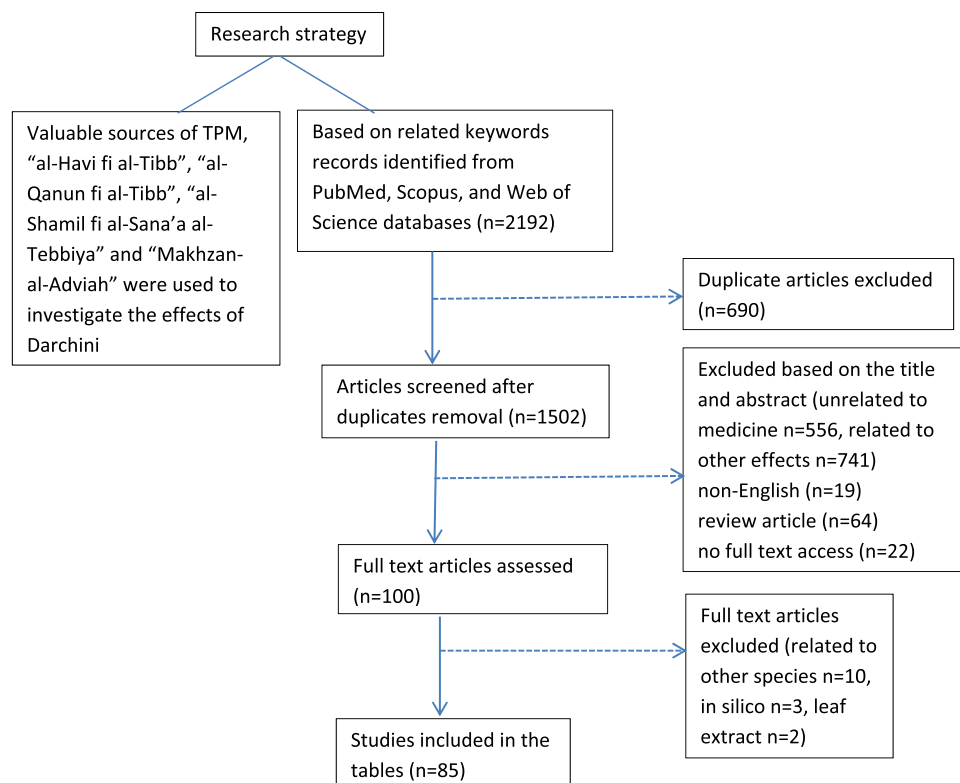 Research strategy
Valuable sources of TPM,
“al-Havi fi al-Tibb”, “al-
Qanun fi al-Tibb”, “al-
Shamil fi al-Sana’a al-
Tebbiya” and “Makhzan-
al-Adviah” were used to
investigate the effects of
Darchini
Based on related keywords
records identified from
PubMed, Scopus, and Web of
Science databases (n=2192)
Duplicate articles excluded
(n=690)
Articles screened after
duplicates removal (n=1502)
Excluded based on the title
and abstract (unrelated to
medicine n=556, related to
other effects n=741)
non-English (n=19)
review article (n=64)
no full text access (n=22)
Full text articles assessed
(n=100)
Full text articles
excluded (related to
other species n=10,
in silico n=3, leaf
extract n=2)
Studies included in the
tables (n=85)